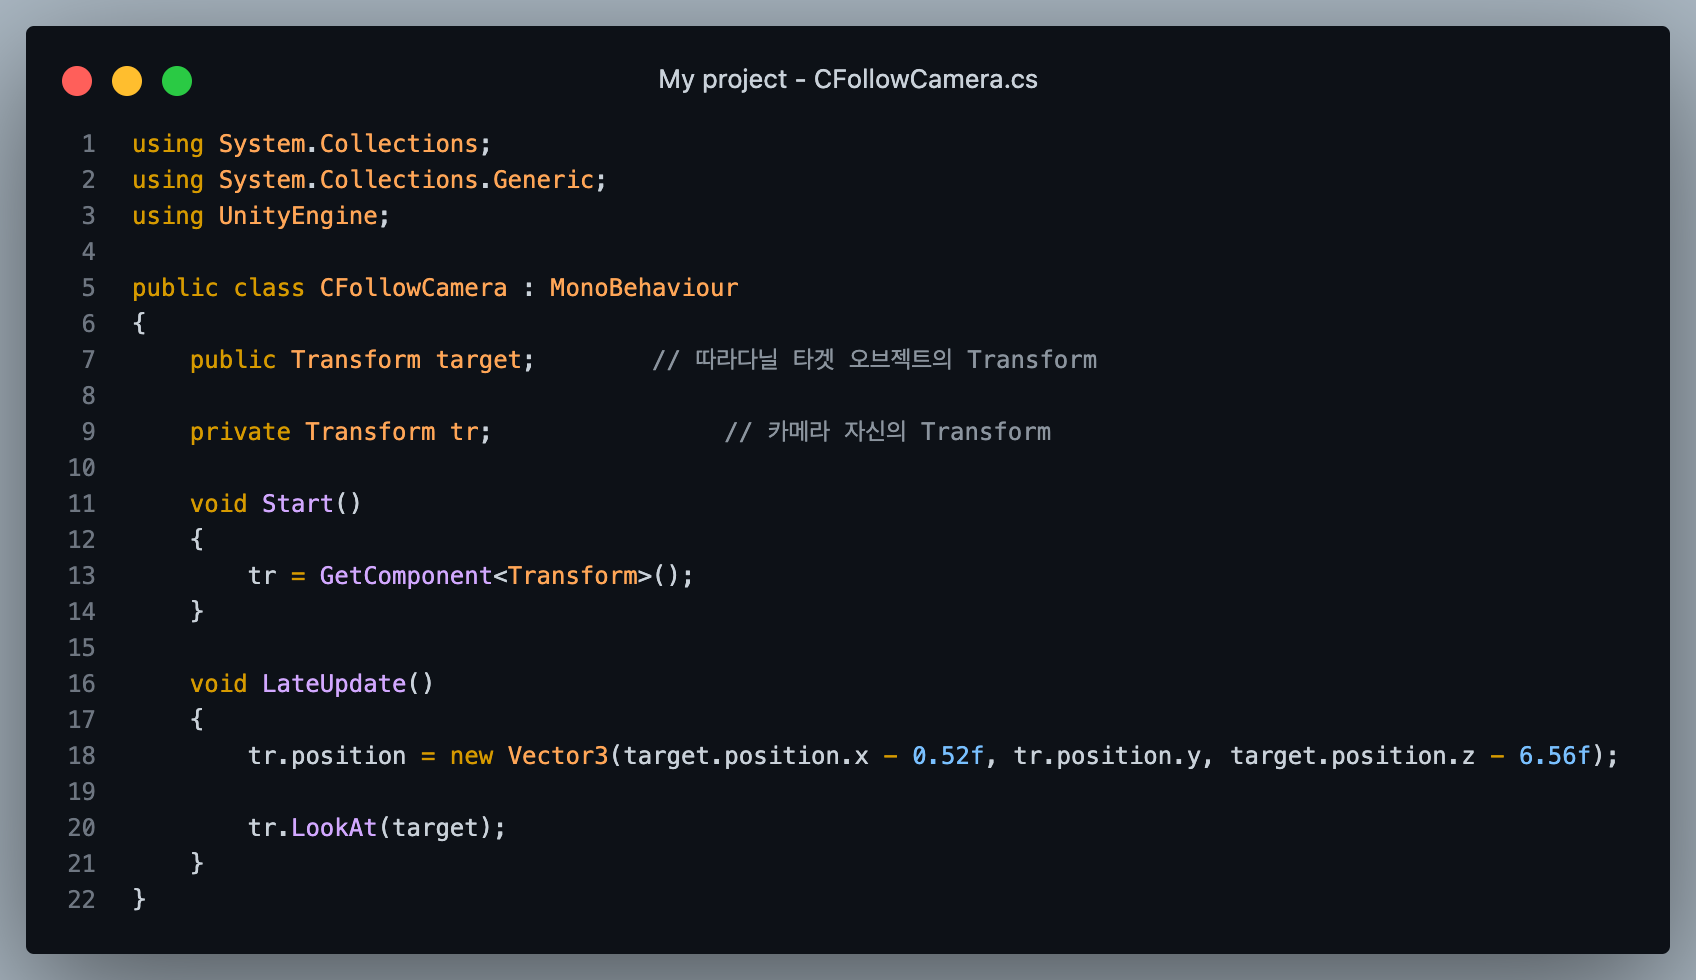 My project - CFollowCamera.cs
1 using System.Collections;
2 using System.Collections.Generic;
3 using UnityEngine;
4
5 public class CFollowCamera : MonoBehaviour
6 {
7     public Transform target;        // 따라다닐 타겟 오브젝트의 Transform
8
9     private Transform tr;                // 카메라 자신의 Transform
10
11     void Start()
12     {
13         tr = GetComponent<Transform>();
14     }
15
16     void LateUpdate()
17     {
18         tr.position = new Vector3(target.position.x - 0.52f, tr.position.y, target.position.z - 6.56f);
19
20         tr.LookAt(target);
21     }
22 }